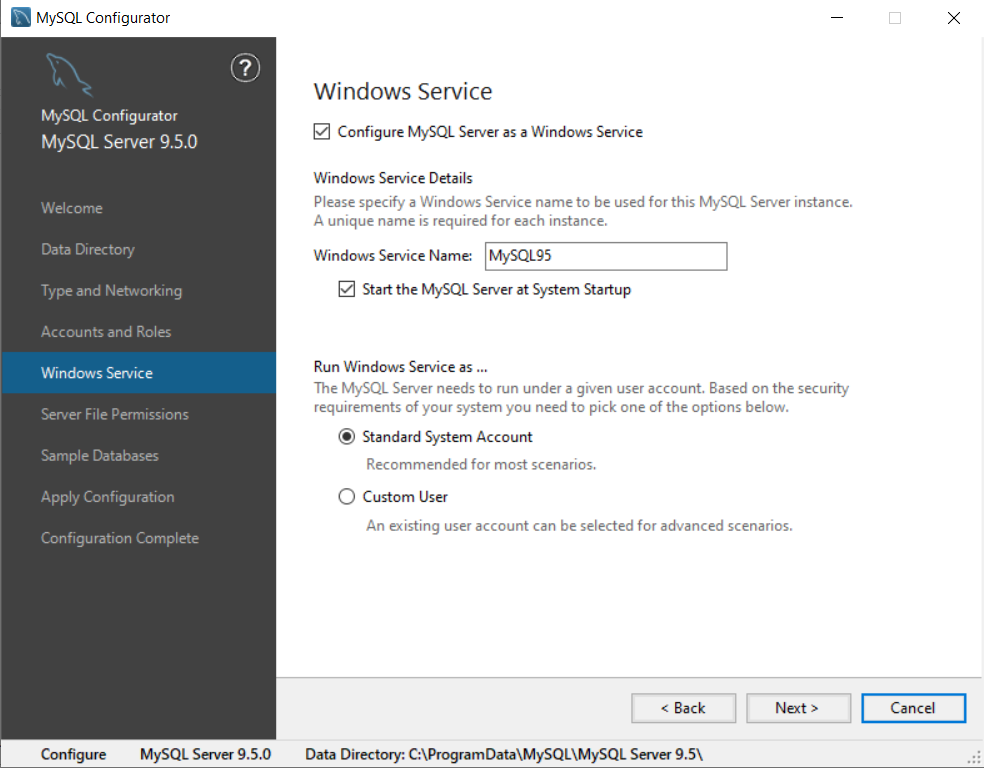 MySQL Configurator
?
MySQL Configurator
MySQL Server 9.5.0
Welcome
Data Directory
Type and Networking
Accounts and Roles
Windows Service
Server File Permissions
Sample Databases
Apply Configuration
Configuration Complete
Windows Service
Configure MySQL Server as a Windows Service
Windows Service Details
Please specify a Windows Service name to be used for this MySQL Server instance.
A unique name is required for each instance.
Windows Service Name: MySQL95
Start the MySQL Server at System Startup
Run Windows Service as ...
The MySQL Server needs to run under a given user account. Based on the security
requirements of your system you need to pick one of the options below.
Standard System Account
Recommended for most scenarios.
Custom User
An existing user account can be selected for advanced scenarios.
< Back Next > Cancel
Configure MySQL Server 9.5.0 Data Directory: C:\ProgramData\MySQL\MySQL Server 9.5\